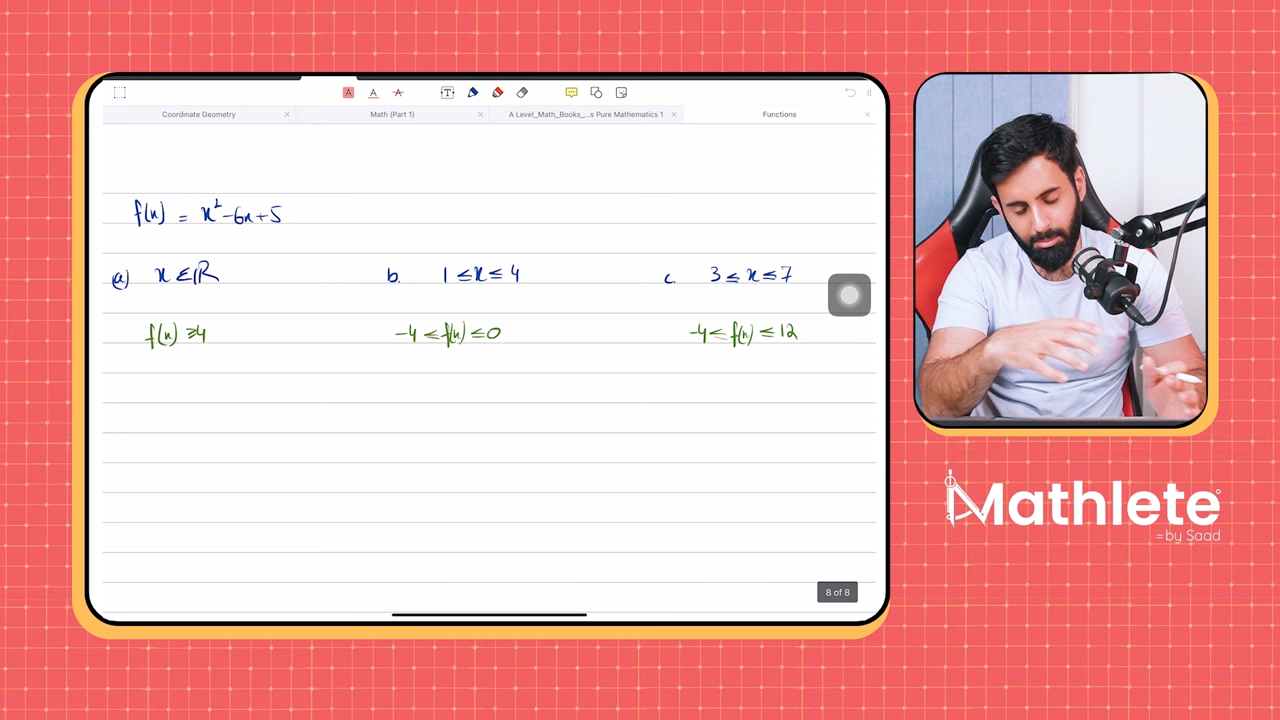 Coordinate Geometry
Math (Part 1)
A Level_Math_Books_...s Pure Mathematics 1
Functions
f(x) = x²-6x+5
a) x ∈ ℝ
b. 1 ≤ x ≤ 4
c. 3 ≤ x ≤ 7
f(x) ≥ 4
-4 ≤ f(x) ≤ 0
-4 ≤ f(x) ≤ 12
8 of 8
Mathlete
= by Saad